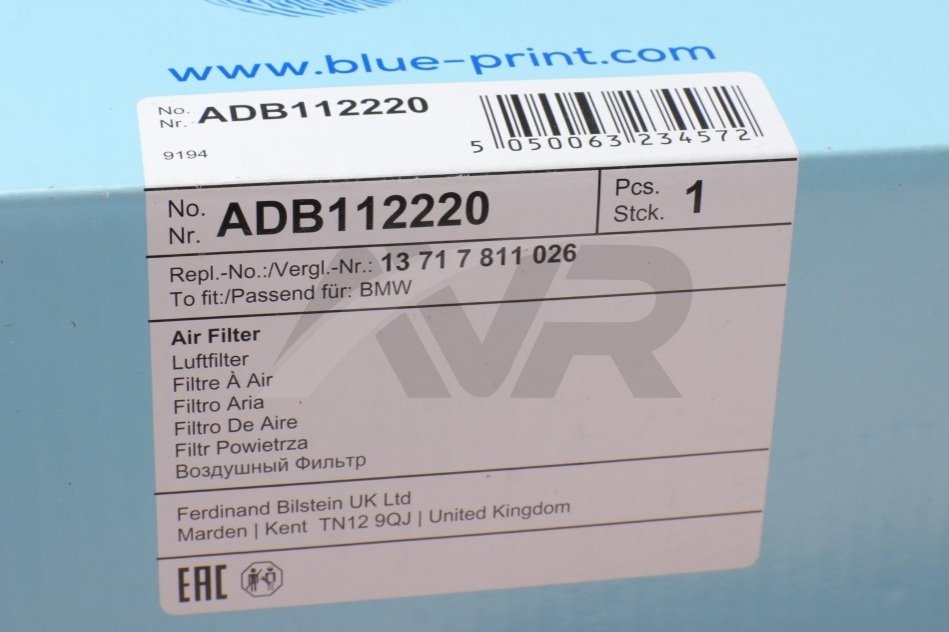 www.blue-print.com
No.
Nr. ADB112220
9194
5 050063 234572
No.
Nr. ADB112220
Pcs.
Stck. 1
Repl.-No.:/Vergl.-Nr.: 13 71 7 811 026
To fit:/Passend für: BMW
Air Filter
Luftfilter
Filtre À Air
Filtro Aria
Filtro De Aire
Filtr Powietrza
Воздушный Фильтр
Ferdinand Bilstein UK Ltd
Marden | Kent TN12 9QJ | United Kingdom
EAC
AVR